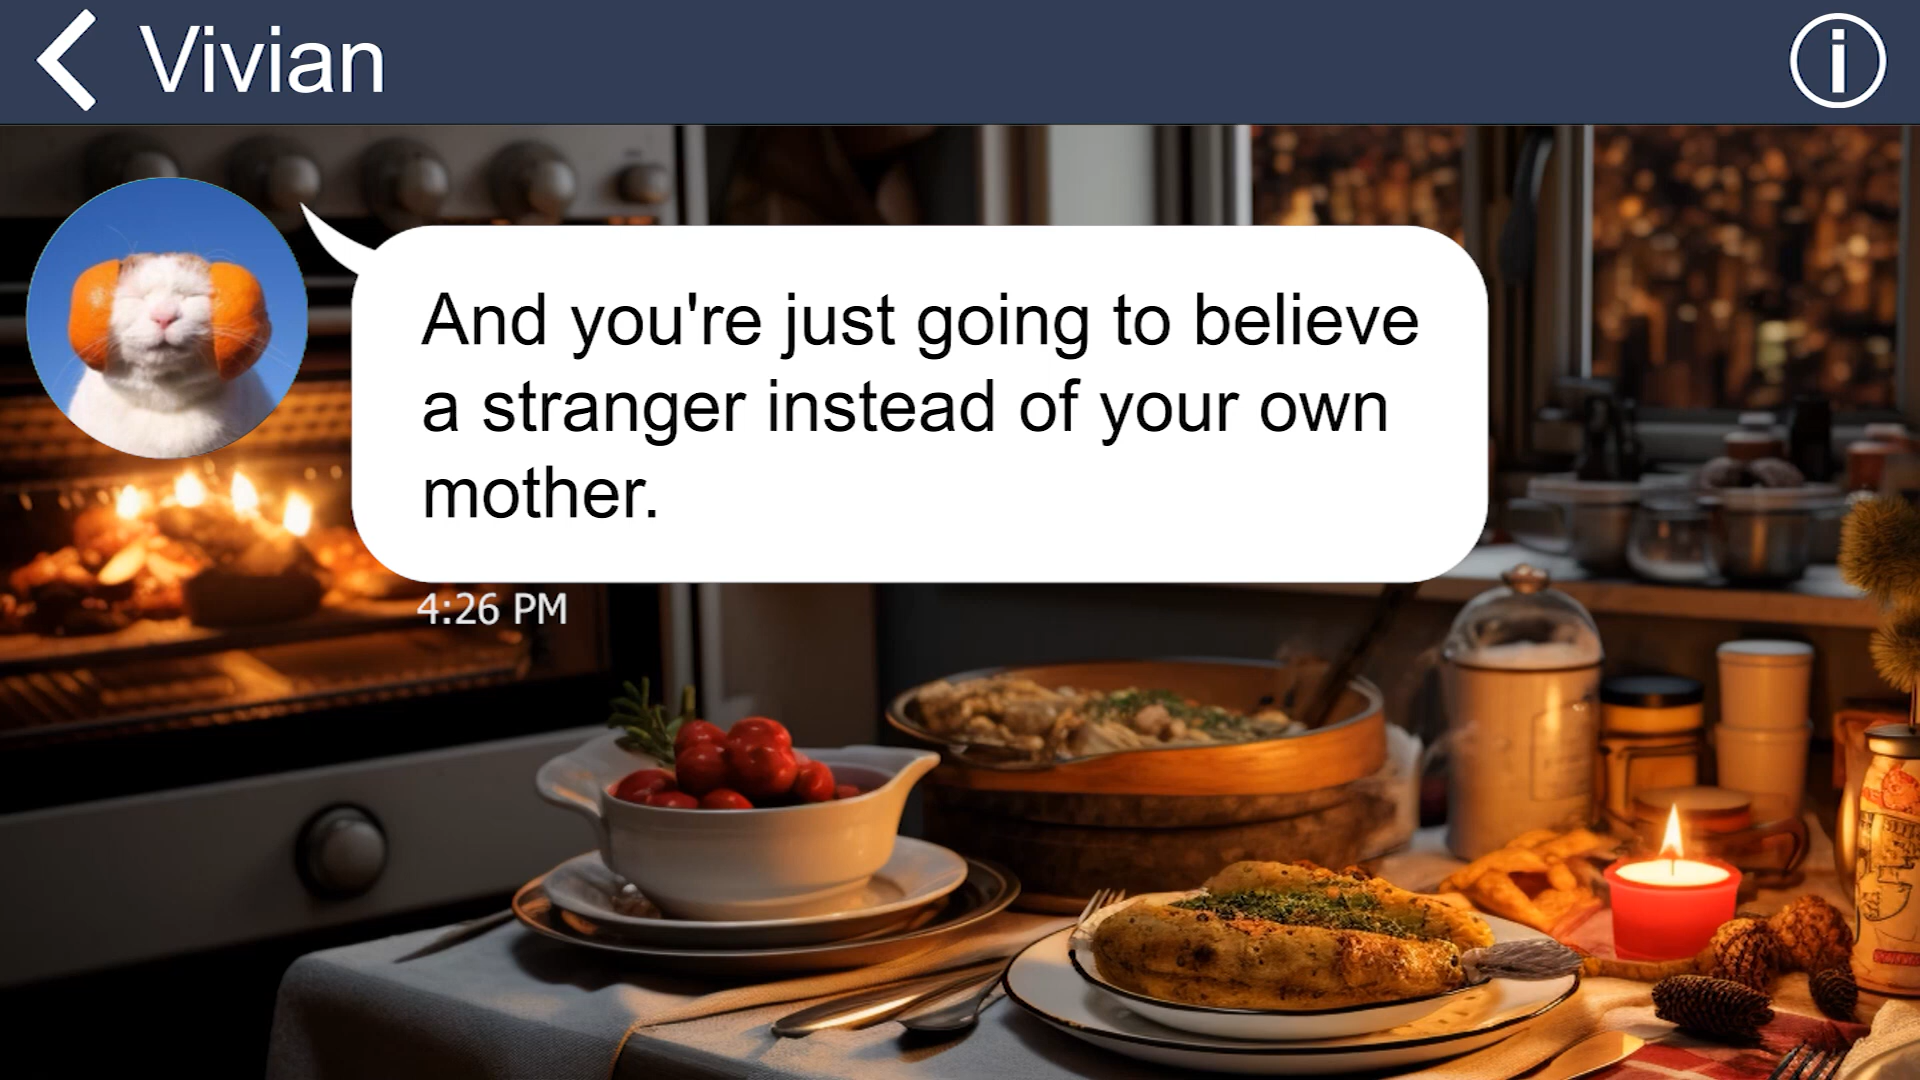 Vivian
And you're just going to believe
a stranger instead of your own
mother.
4:26 PM